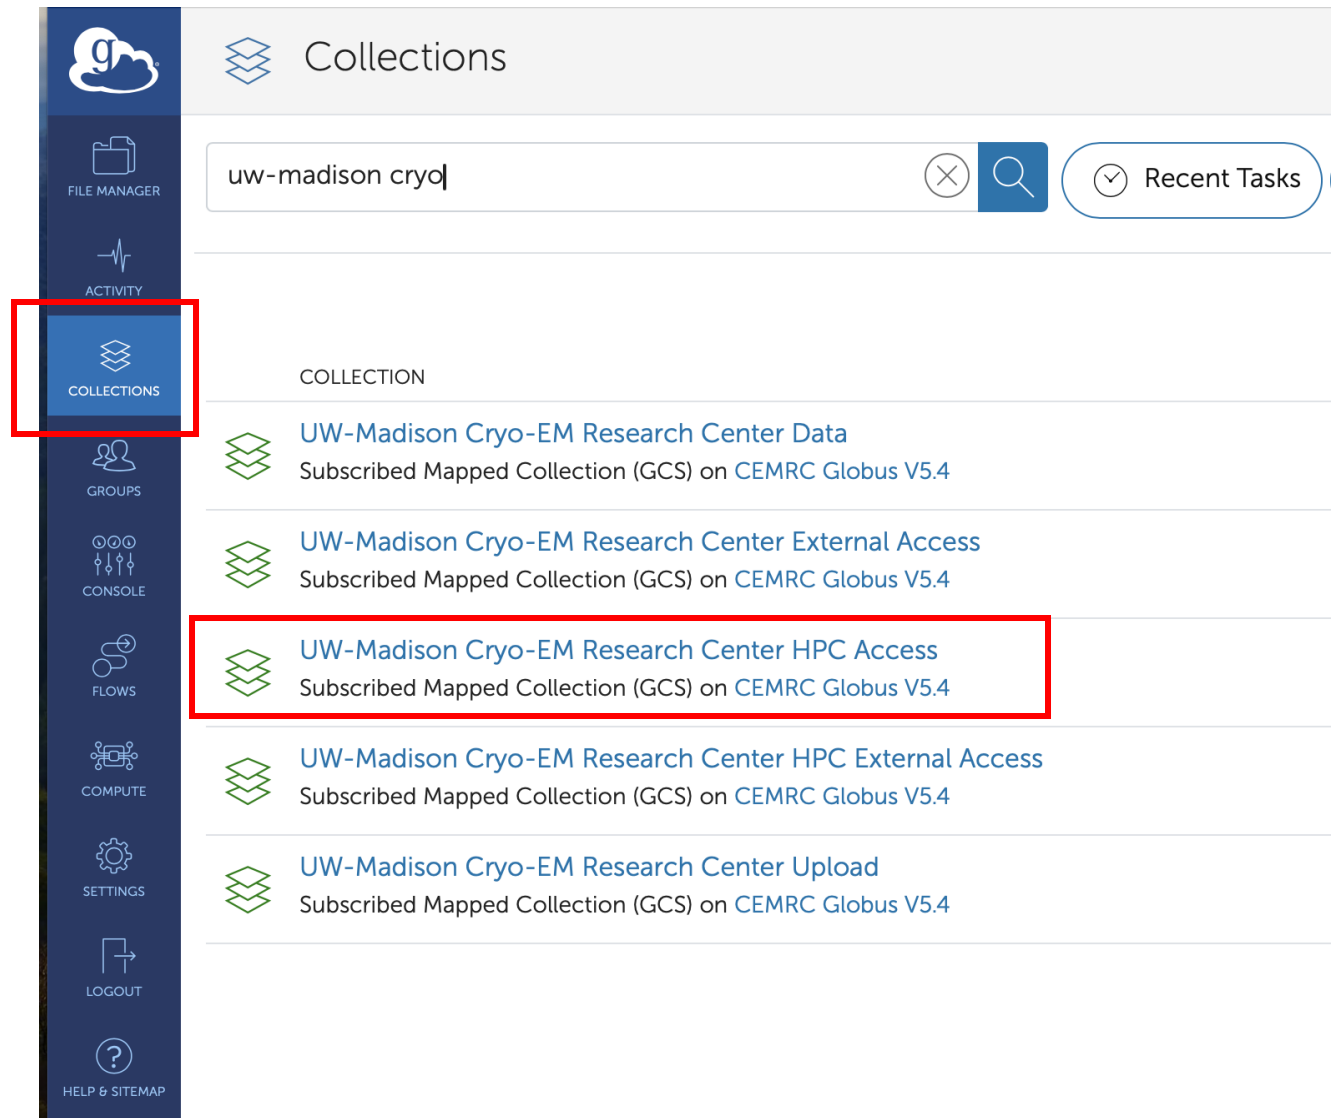 g
Collections
FILE MANAGER
uw-madison cryo
Recent Tasks
ACTIVITY
COLLECTIONS
GROUPS
CONSOLE
FLOWS
COMPUTE
SETTINGS
LOGOUT
HELP & SITEMAP
COLLECTION
UW-Madison Cryo-EM Research Center Data
Subscribed Mapped Collection (GCS) on CEMRC Globus V5.4
UW-Madison Cryo-EM Research Center External Access
Subscribed Mapped Collection (GCS) on CEMRC Globus V5.4
UW-Madison Cryo-EM Research Center HPC Access
Subscribed Mapped Collection (GCS) on CEMRC Globus V5.4
UW-Madison Cryo-EM Research Center HPC External Access
Subscribed Mapped Collection (GCS) on CEMRC Globus V5.4
UW-Madison Cryo-EM Research Center Upload
Subscribed Mapped Collection (GCS) on CEMRC Globus V5.4